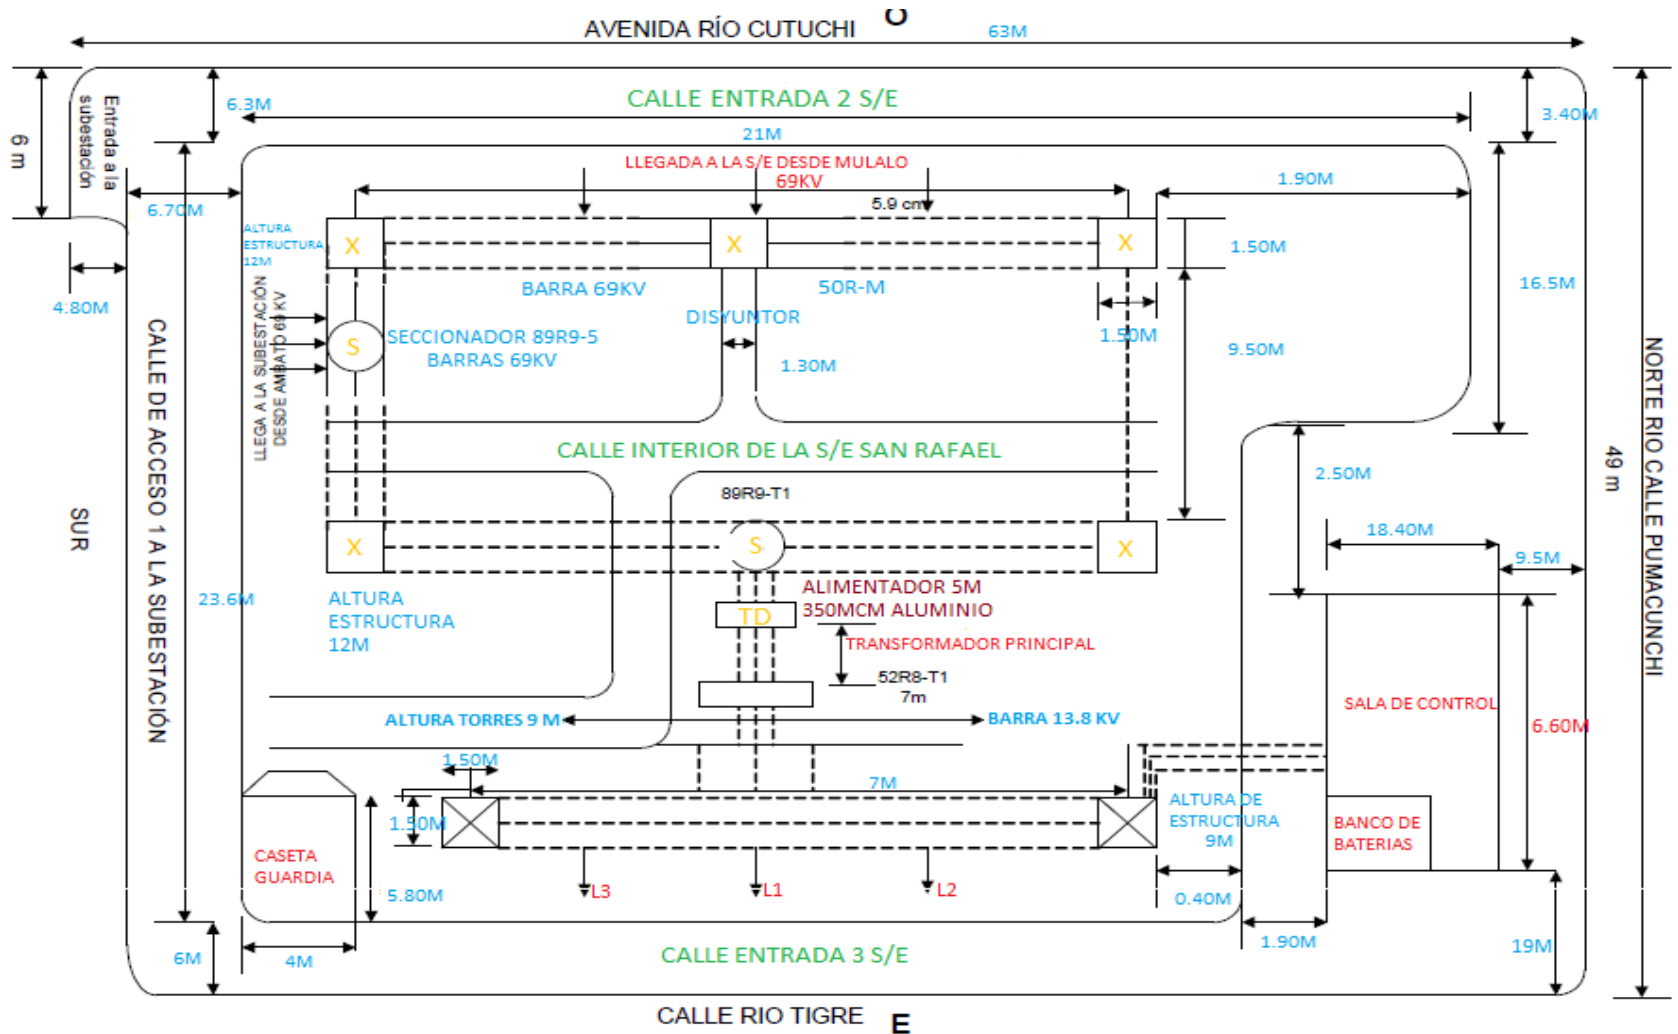 O
AVENIDA RÍO CUTUCHI
63M
6.3M
CALLE ENTRADA 2 S/E
3.40M
Entrada a la
subestación
6 m
21M
LLEGADA A LA S/E DESDE MULALO
69KV
1.90M
6.70M
5.9 cm
ALTURA
ESTRUCTURA
12M
X
X
X
1.50M
4.80M
BARRA 69KV
50R-M
16.5M
LLEGA A LA SUBESTACIÓN
DESDE AMBATO 69 KV
DISYUNTOR
S
SECCIONADOR 89R9-5
BARRAS 69KV
1.50M
1.30M
9.50M
CALLE DE ACCESO 1 A LA SUBESTACIÓN
NORTE RIO CALLE PUMACUNCHI
CALLE INTERIOR DE LA S/E SAN RAFAEL
49 m
2.50M
89R9-T1
SUR
18.40M
X
S
X
9.5M
23.6M
ALTURA
ESTRUCTURA
12M
ALIMENTADOR 5M
350MCM ALUMINIO
TD
TRANSFORMADOR PRINCIPAL
52R8-T1
7m
SALA DE CONTROL
6.60M
ALTURA TORRES 9 M
BARRA 13.8 KV
1.50M
7M
1.50M
ALTURA DE
ESTRUCTURA
9M
BANCO DE
BATERIAS
CASETA
GUARDIA
5.80M
L3
L1
L2
0.40M
6M
4M
CALLE ENTRADA 3 S/E
1.90M
19M
CALLE RIO TIGRE
E